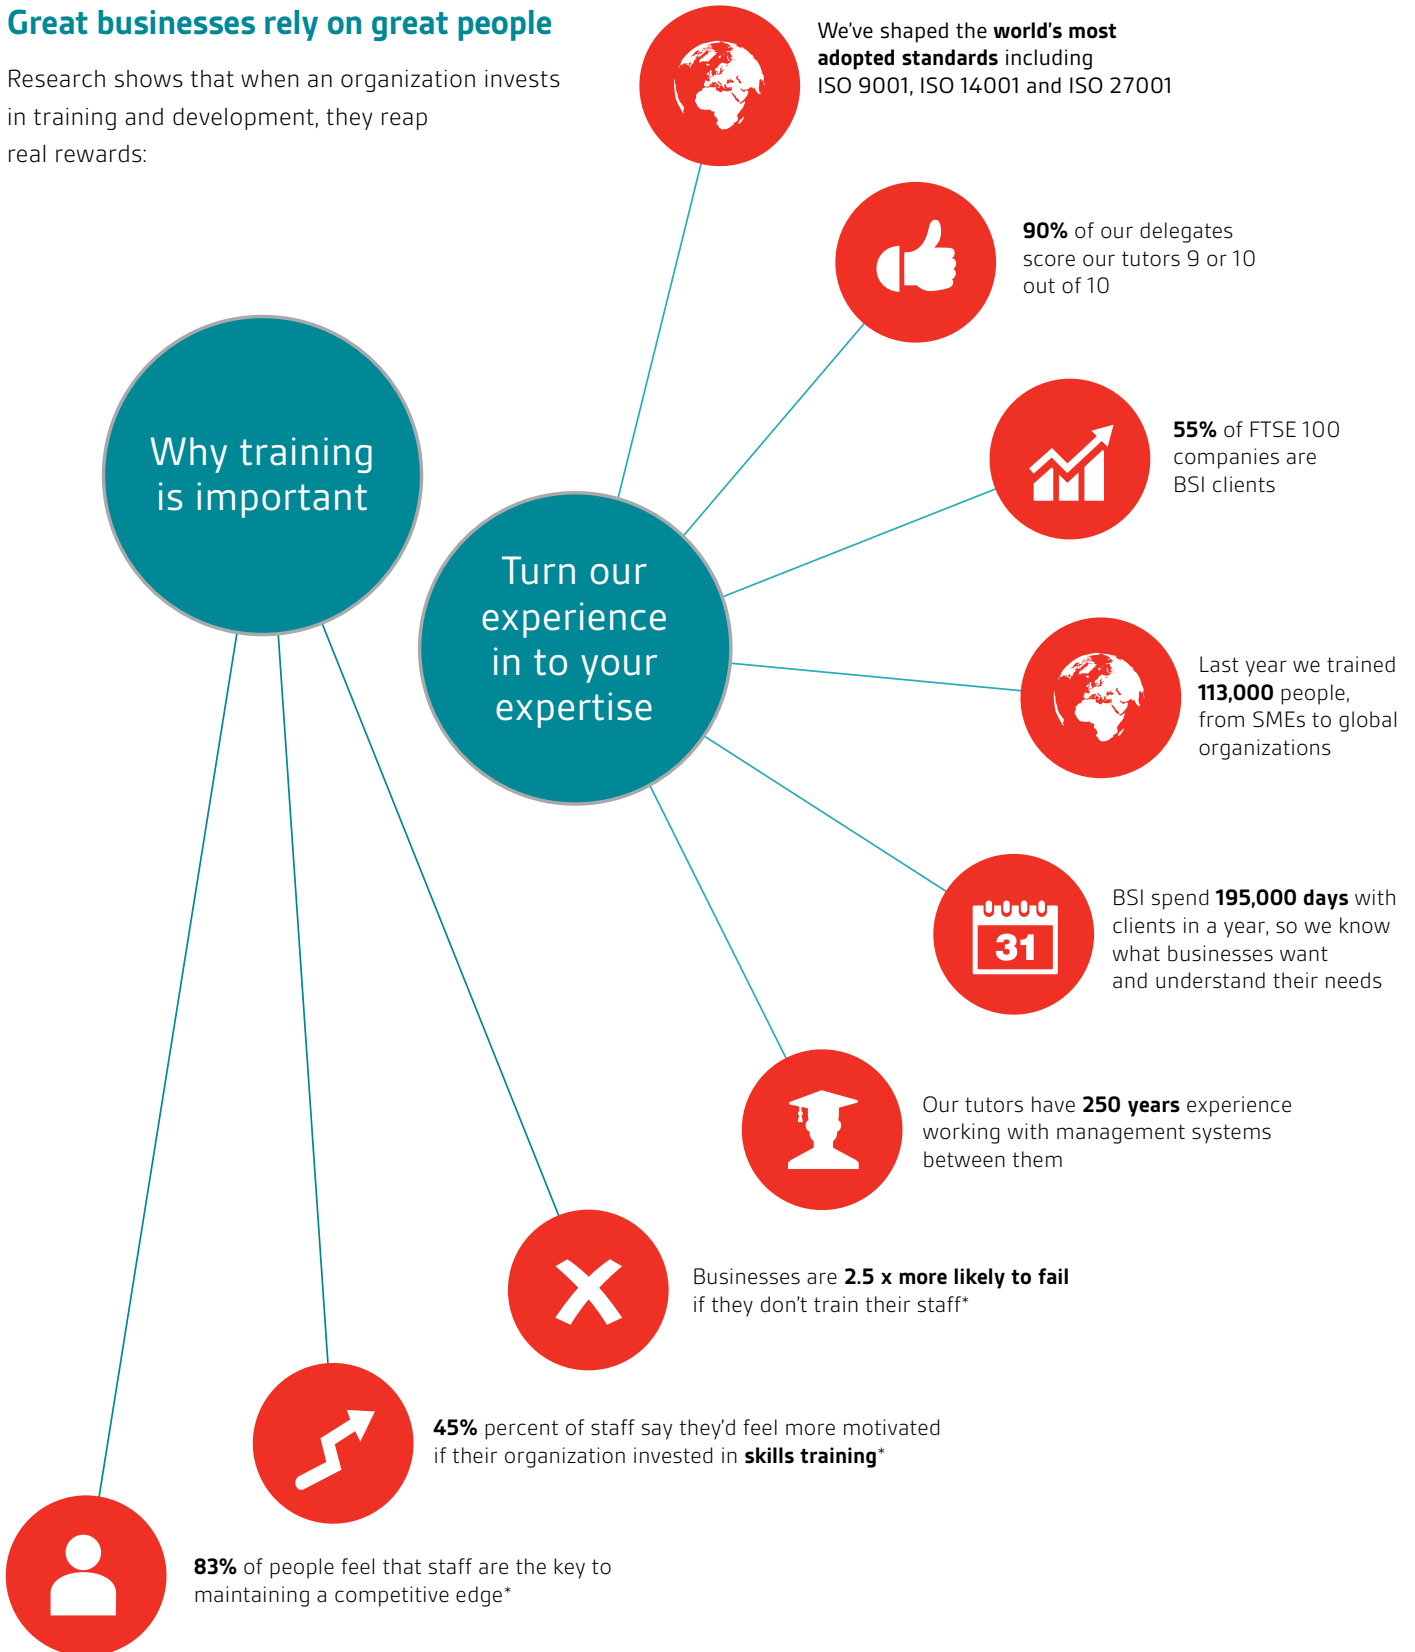 Great businesses rely on great people
Research shows that when an organization invests
in training and development, they reap
real rewards:
We've shaped the world's most
adopted standards including
ISO 9001, ISO 14001 and ISO 27001
90% of our delegates
score our tutors 9 or 10
out of 10
55% of FTSE 100
companies are
BSI clients
Why training
is important
Turn our
experience
in to your
expertise
Last year we trained
113,000 people,
from SMEs to global
organizations
31
BSI spend 195,000 days with
clients in a year, so we know
what businesses want
and understand their needs
Our tutors have 250 years experience
working with management systems
between them
Businesses are 2.5 x more likely to fail
if they don't train their staff*
45% percent of staff say they'd feel more motivated
if their organization invested in skills training*
83% of people feel that staff are the key to
maintaining a competitive edge*